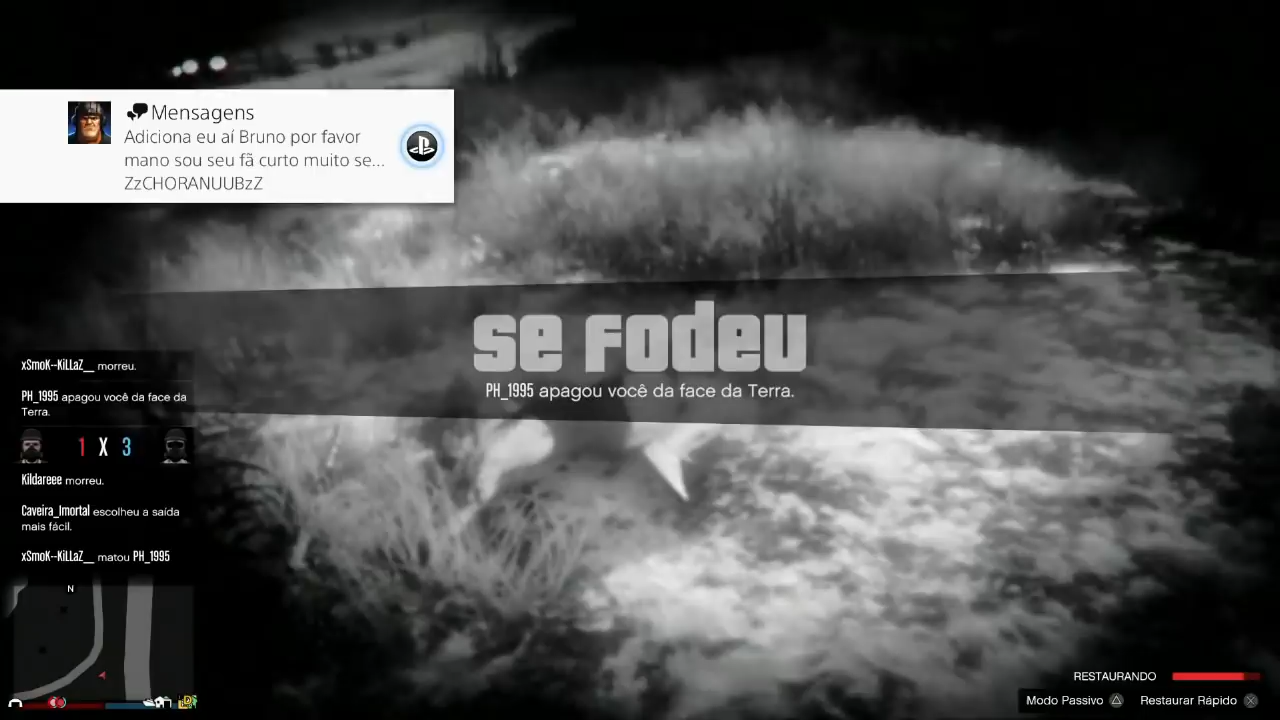 Mensagens
Adiciona eu aí Bruno por favor
mano sou seu fã curto muito se...
ZzCHORANUUBzZ
se fodeu
PH_1995 apagou você da face da Terra.
xSmoK--KiLLaZ__ morreu.
PH_1995 apagou você da face da
Terra.
1 X 3
Kildareee morreu.
Caveira_Imortal escolheu a saída
mais fácil.
xSmoK--KiLLaZ__ matou PH_1995
N
RESTAURANDO
Modo Passivo
Restaurar Rápido